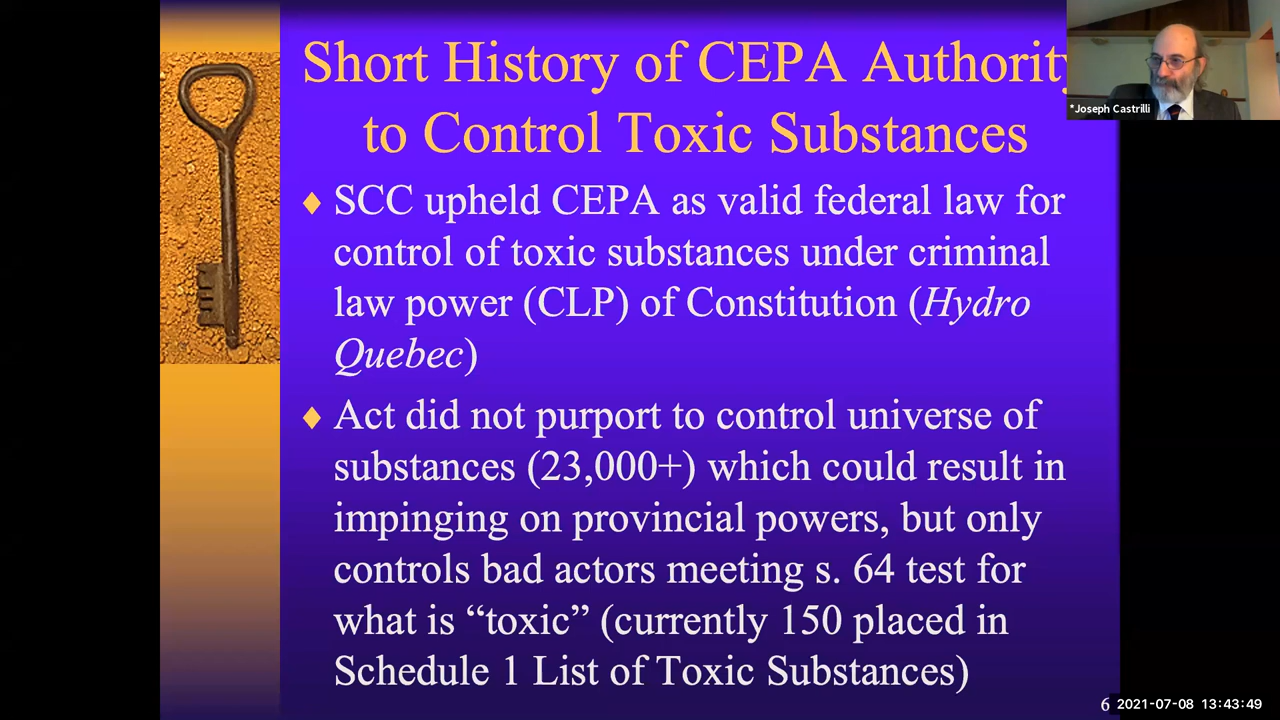 Short History of CEPA Authority
to Control Toxic Substances
*Joseph Castrilli
♦ SCC upheld CEPA as valid federal law for
control of toxic substances under criminal
law power (CLP) of Constitution (Hydro
Quebec)
♦ Act did not purport to control universe of
substances (23,000+) which could result in
impinging on provincial powers, but only
controls bad actors meeting s. 64 test for
what is “toxic” (currently 150 placed in
Schedule 1 List of Toxic Substances)
6
2021-07-08 13:43:49